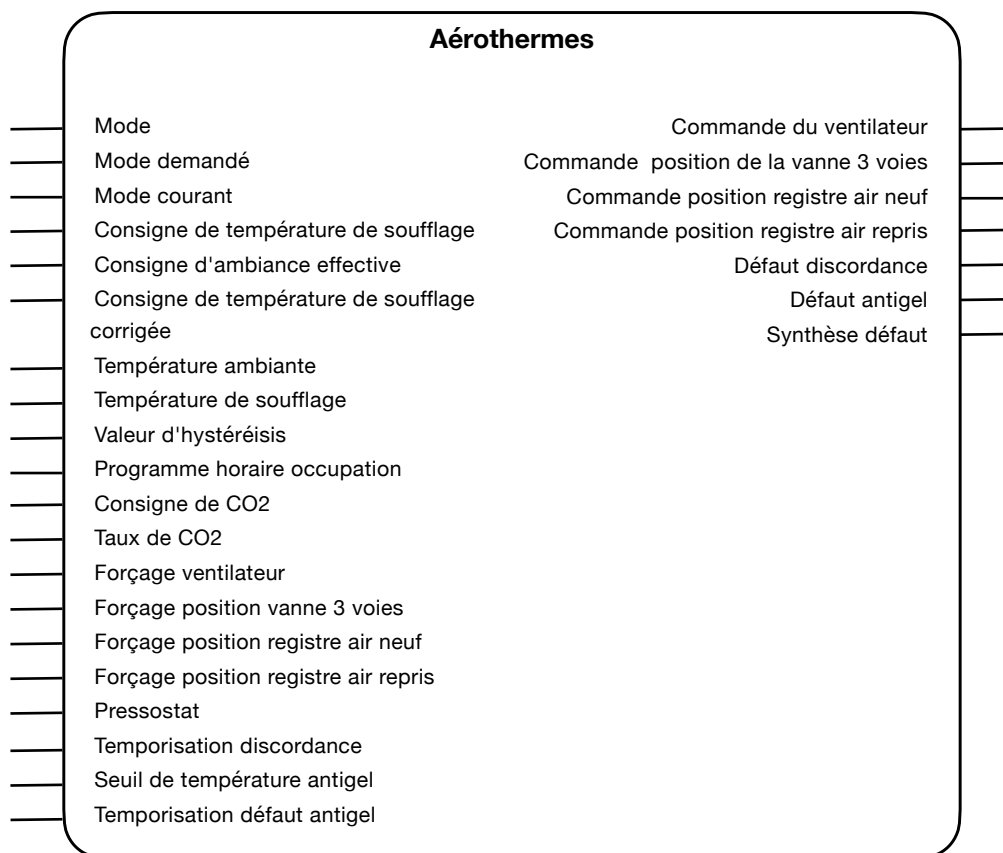 Aérothermes
Mode
Mode demandé
Mode courant
Consigne de température de soufflage
Consigne d'ambiance effective
Consigne de température de soufflage
corrigée
Température ambiante
Température de soufflage
Valeur d'hystéréisis
Programme horaire occupation
Consigne de CO2
Taux de CO2
Forçage ventilateur
Forçage position vanne 3 voies
Forçage position registre air neuf
Forçage position registre air repris
Pressostat
Temporisation discordance
Seuil de température antigel
Temporisation défaut antigel
Commande du ventilateur
Commande position de la vanne 3 voies
Commande position registre air neuf
Commande position registre air repris
Défaut discordance
Défaut antigel
Synthèse défaut